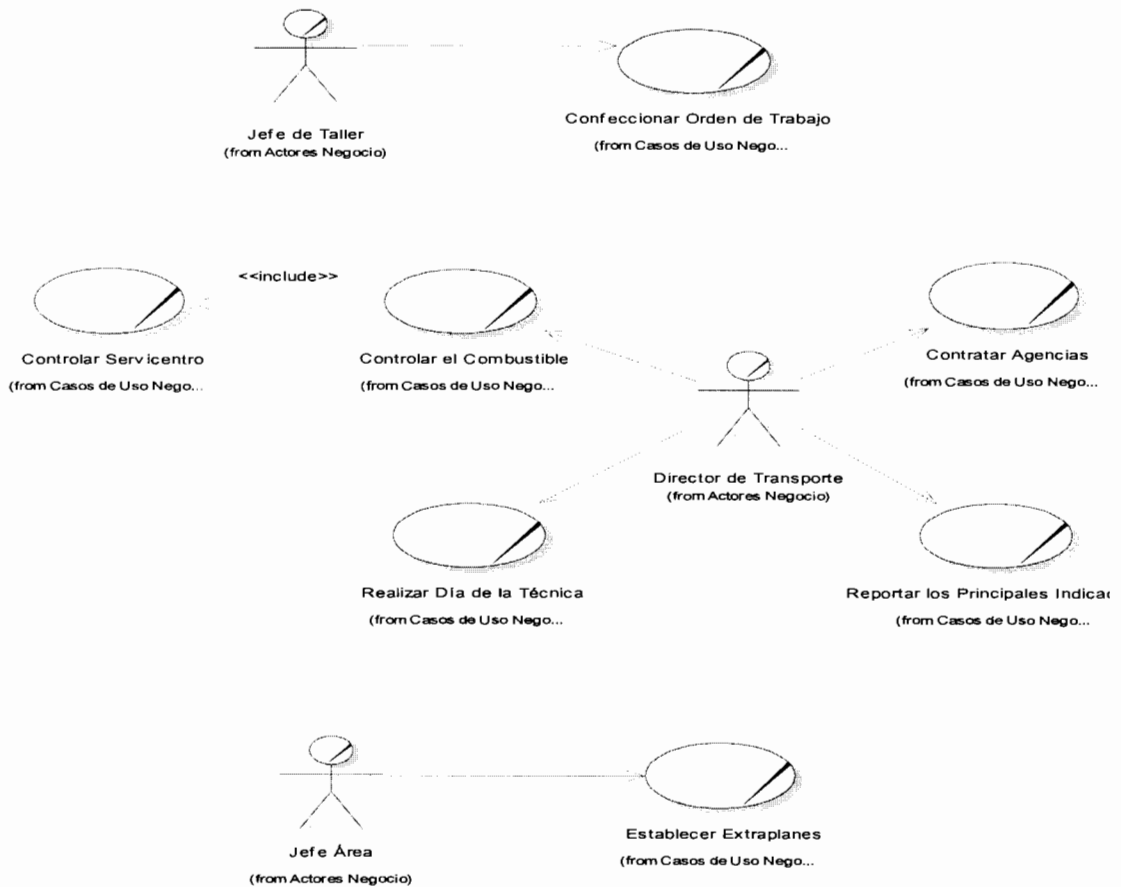 Jefe de Taller
(from Actores Negocio)
Confeccionar Orden de Trabajo
(from Casos de Uso Nego...
<<include>>
Controlar Servicentro
(from Casos de Uso Nego...
Controlar el Combustible
(from Casos de Uso Nego...
Contratar Agencias
(from Casos de Uso Nego...
Director de Transporte
(from Actores Negocio)
Realizar Día de la Técnica
(from Casos de Uso Nego...
Reportar los Principales Indicad
(from Casos de Uso Nego...
Jefe Área
(from Actores Negocio)
Establecer Extraplanes
(from Casos de Uso Nego...